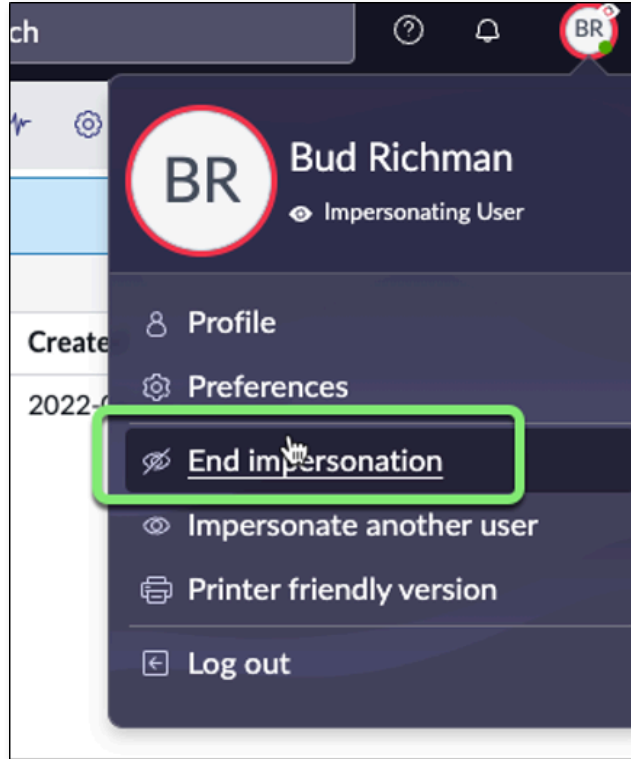 ch
BR
BR
Bud Richman
Impersonating User
Profile
Create
Preferences
2022-0
End impersonation
Impersonate another user
Printer friendly version
Log out